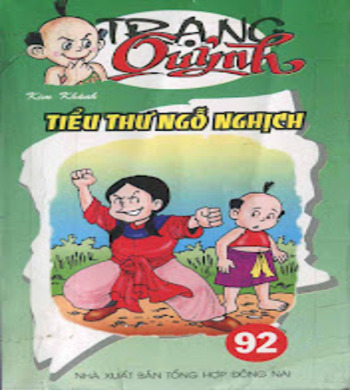 TRẠNG
Quỳnh
Kim Khánh
TIỂU THƯ NGỖ NGHỊCH
92
NHÀ XUẤT BẢN TỔNG HỢP ĐỒNG NAI